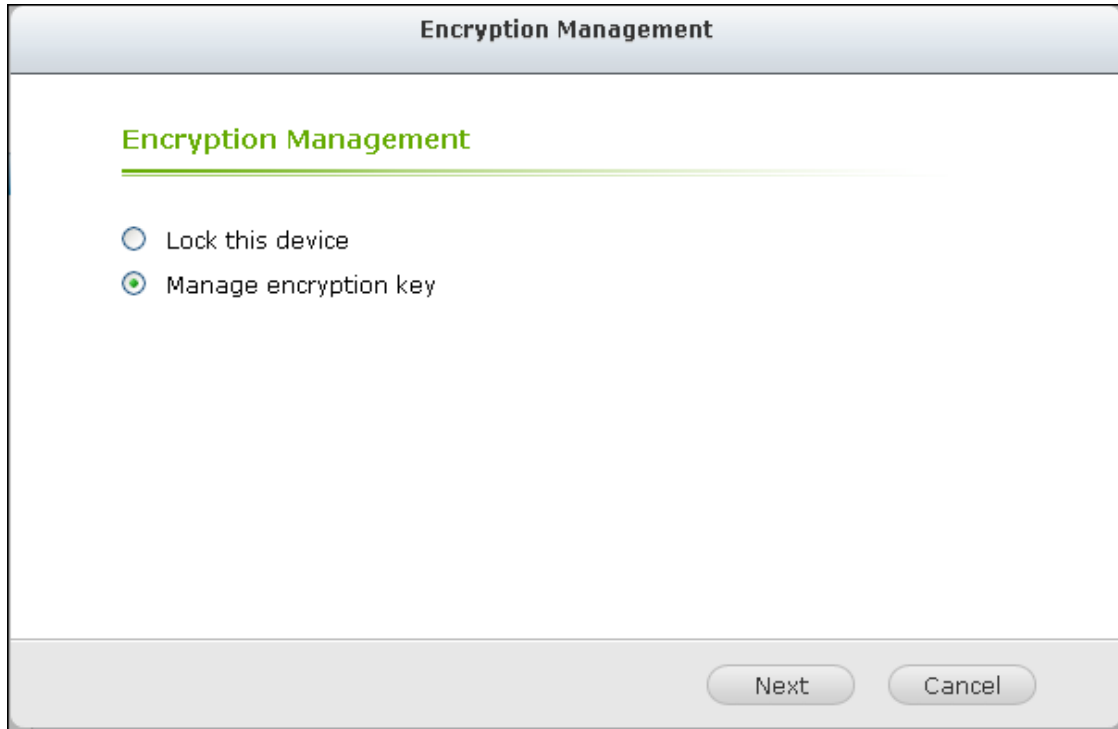 Encryption Management
Encryption Management
Lock this device
Manage encryption key
Next Cancel